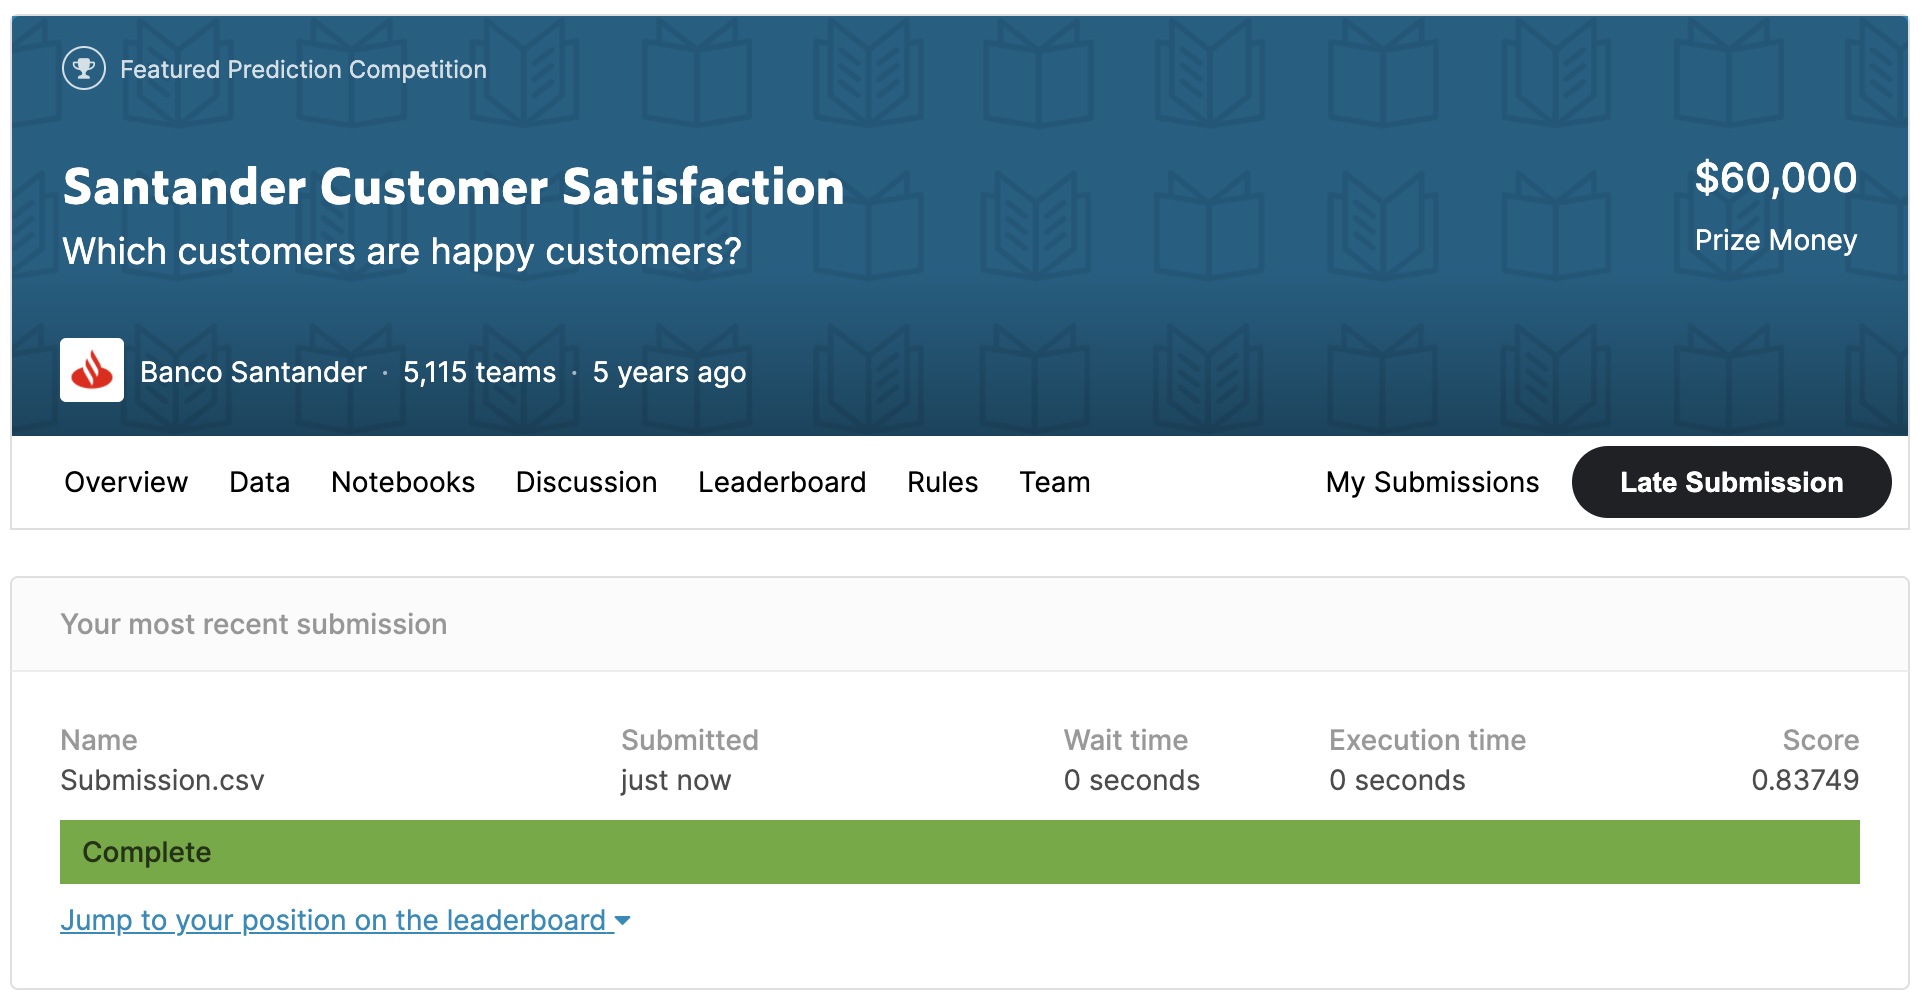 Featured Prediction Competition
Santander Customer Satisfaction
Which customers are happy customers?
$60,000
Prize Money
Banco Santander · 5,115 teams · 5 years ago
Overview Data Notebooks Discussion Leaderboard Rules Team My Submissions Late Submission
Your most recent submission
Name Submitted Wait time Execution time Score
Submission.csv just now 0 seconds 0 seconds 0.83749
Complete
Jump to your position on the leaderboard